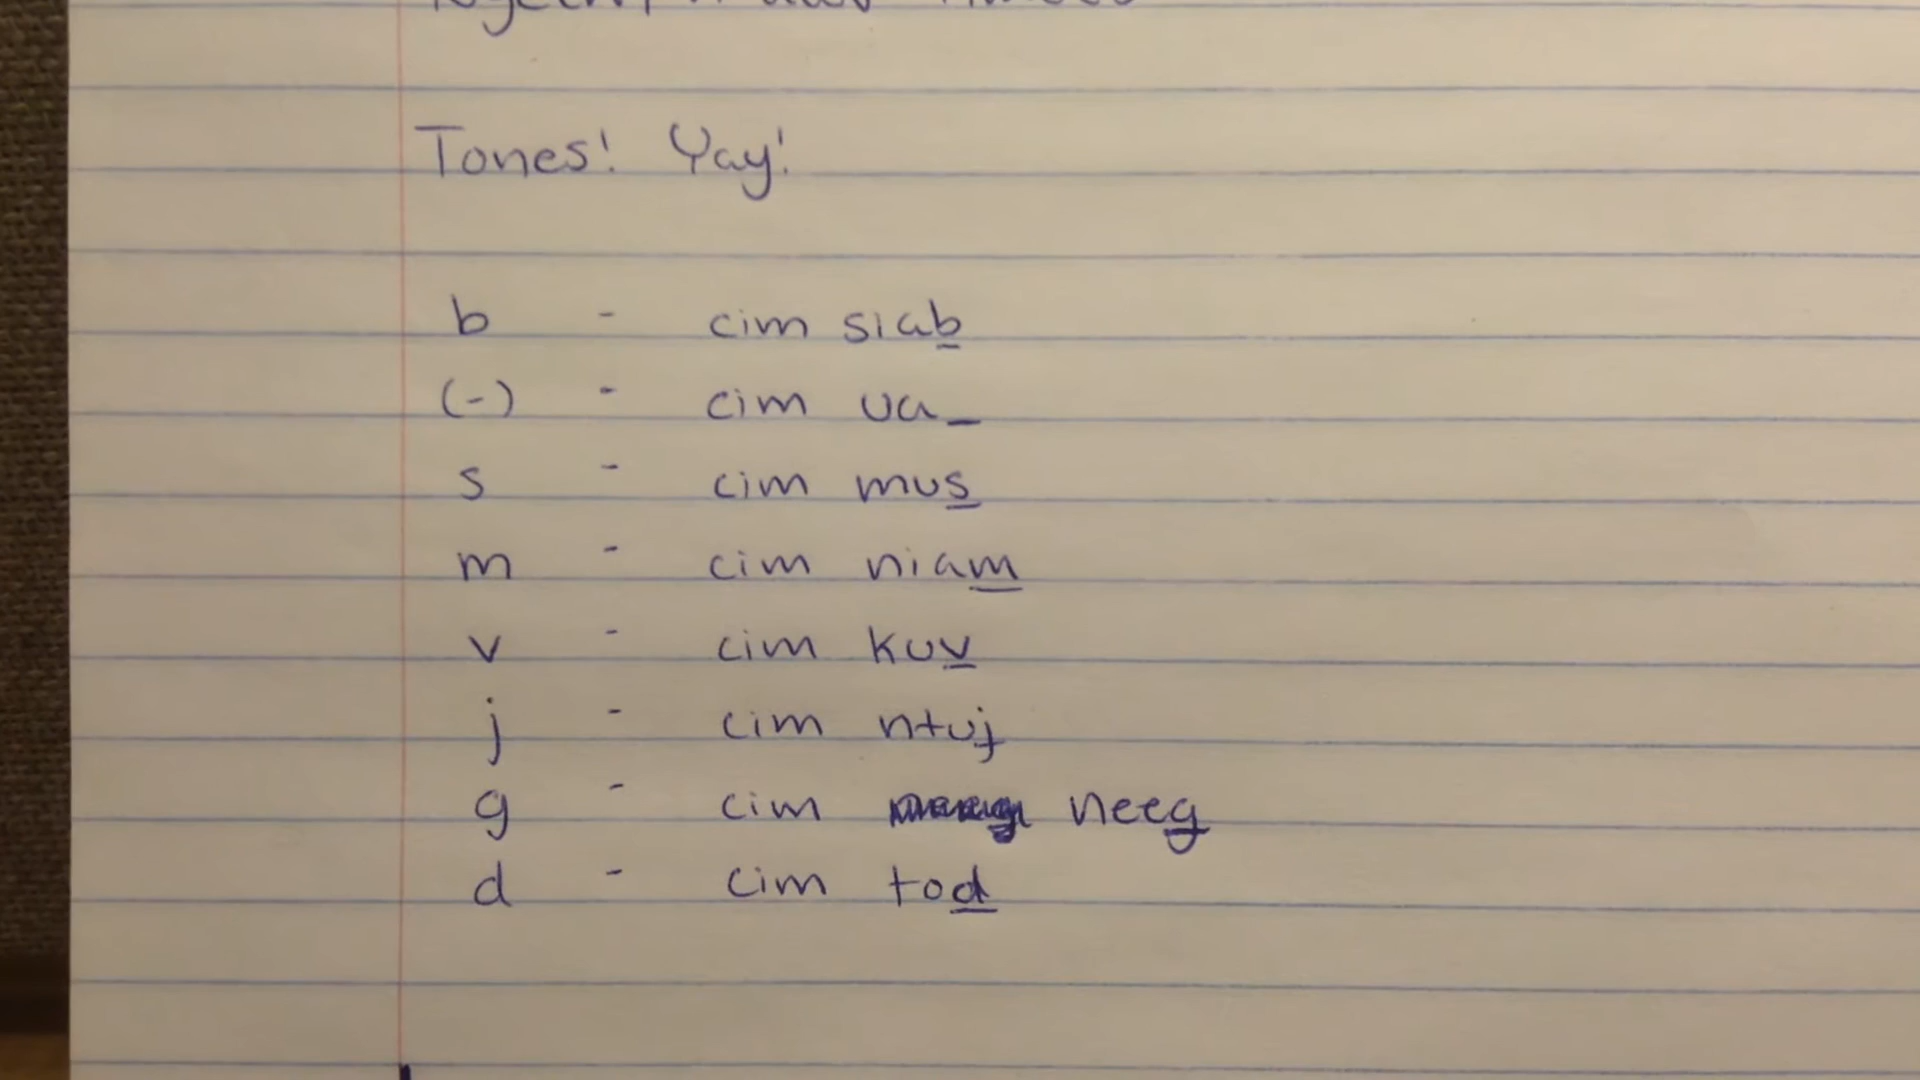 Tones! Yay!
b - cim siab
(-) - cim ua_
s - cim mus
m - cim niam
v - cim kuv
j - cim ntuj
g - cim neeg
d - cim tod